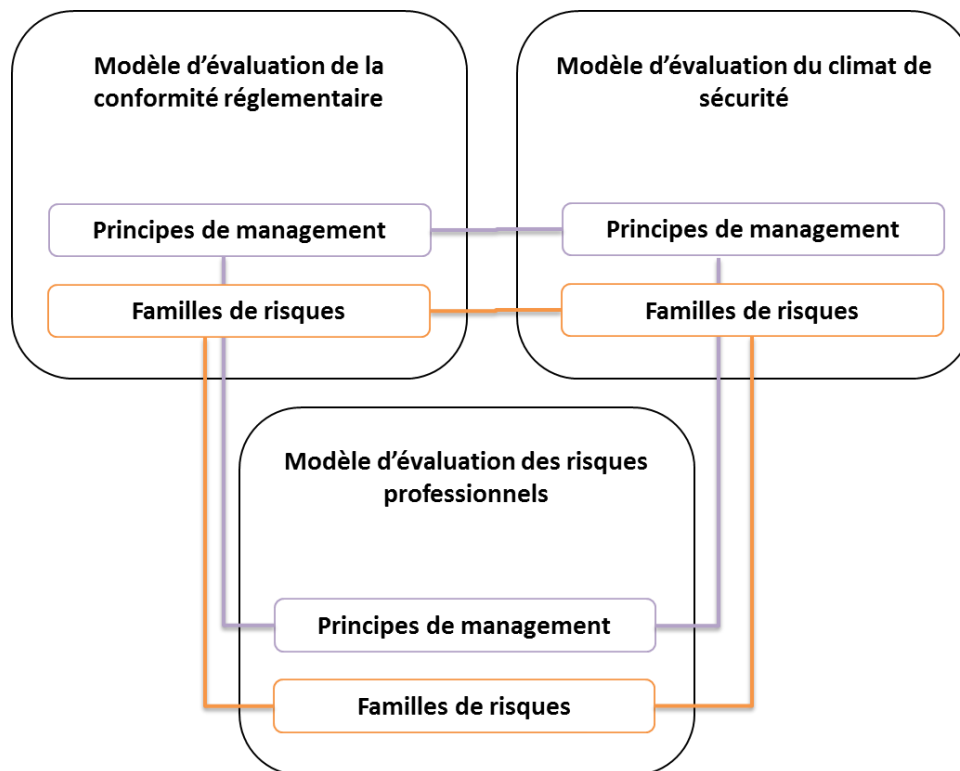 Modèle d'évaluation de la
conformité réglementaire
Principes de management
Familles de risques
Modèle d'évaluation du climat de
sécurité
Principes de management
Familles de risques
Modèle d'évaluation des risques
professionnels
Principes de management
Familles de risques